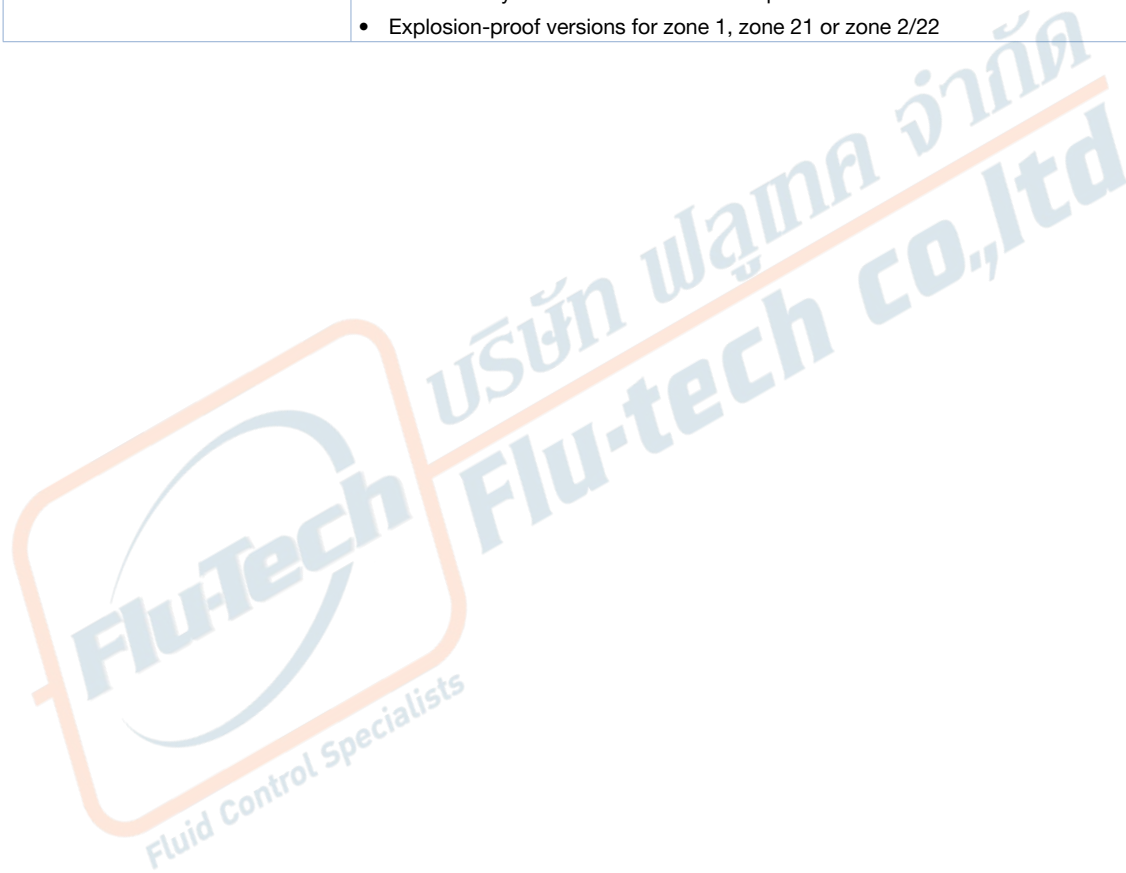 • Explosion-proof versions for zone 1, zone 21 or zone 2/22
บริษัท ฟลูเทค จำกัด
Flu-tech co.,ltd
Flu-Tech
Fluid Control Specialists